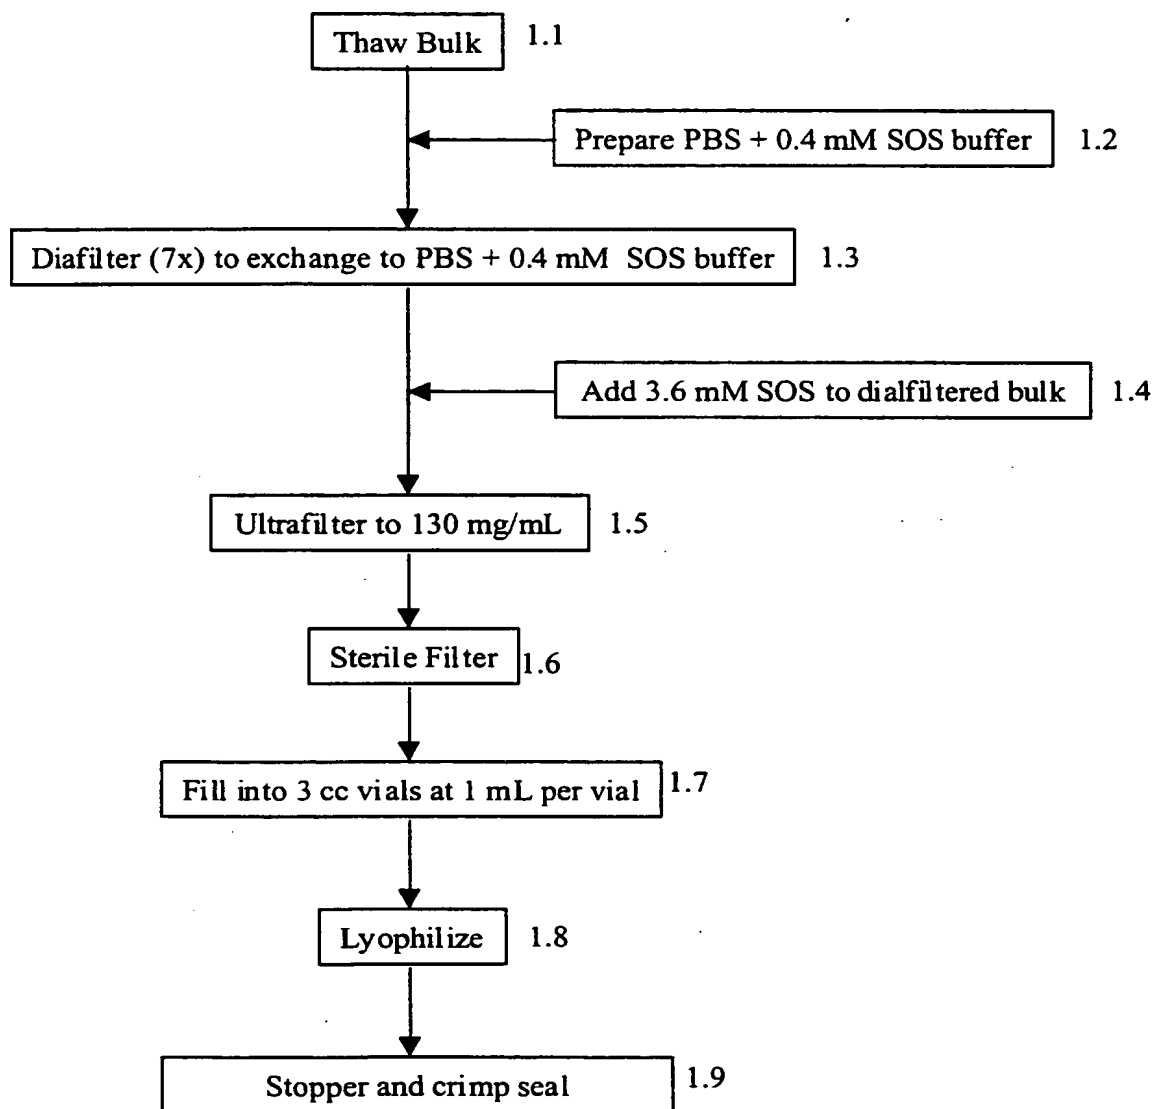 Thaw Bulk 1.1
Prepare PBS + 0.4 mM SOS buffer 1.2
Diafilter (7x) to exchange to PBS + 0.4 mM SOS buffer 1.3
Add 3.6 mM SOS to dialfiltered bulk 1.4
Ultrafilter to 130 mg/mL 1.5
Sterile Filter 1.6
Fill into 3 cc vials at 1 mL per vial 1.7
Lyophilize 1.8
Stopper and crimp seal 1.9